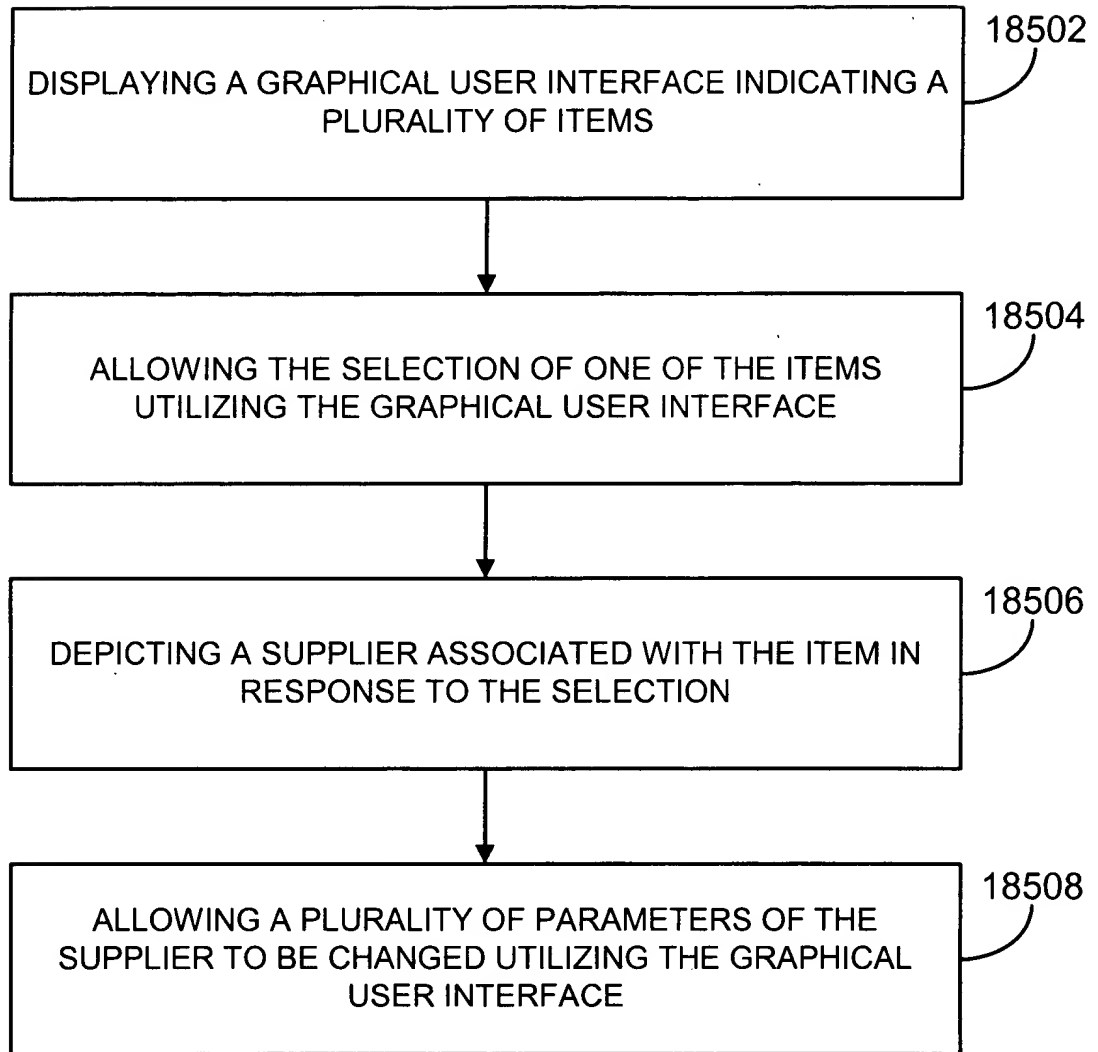 18502
DISPLAYING A GRAPHICAL USER INTERFACE INDICATING A
PLURALITY OF ITEMS
18504
ALLOWING THE SELECTION OF ONE OF THE ITEMS
UTILIZING THE GRAPHICAL USER INTERFACE
18506
DEPICTING A SUPPLIER ASSOCIATED WITH THE ITEM IN
RESPONSE TO THE SELECTION
18508
ALLOWING A PLURALITY OF PARAMETERS OF THE
SUPPLIER TO BE CHANGED UTILIZING THE GRAPHICAL
USER INTERFACE